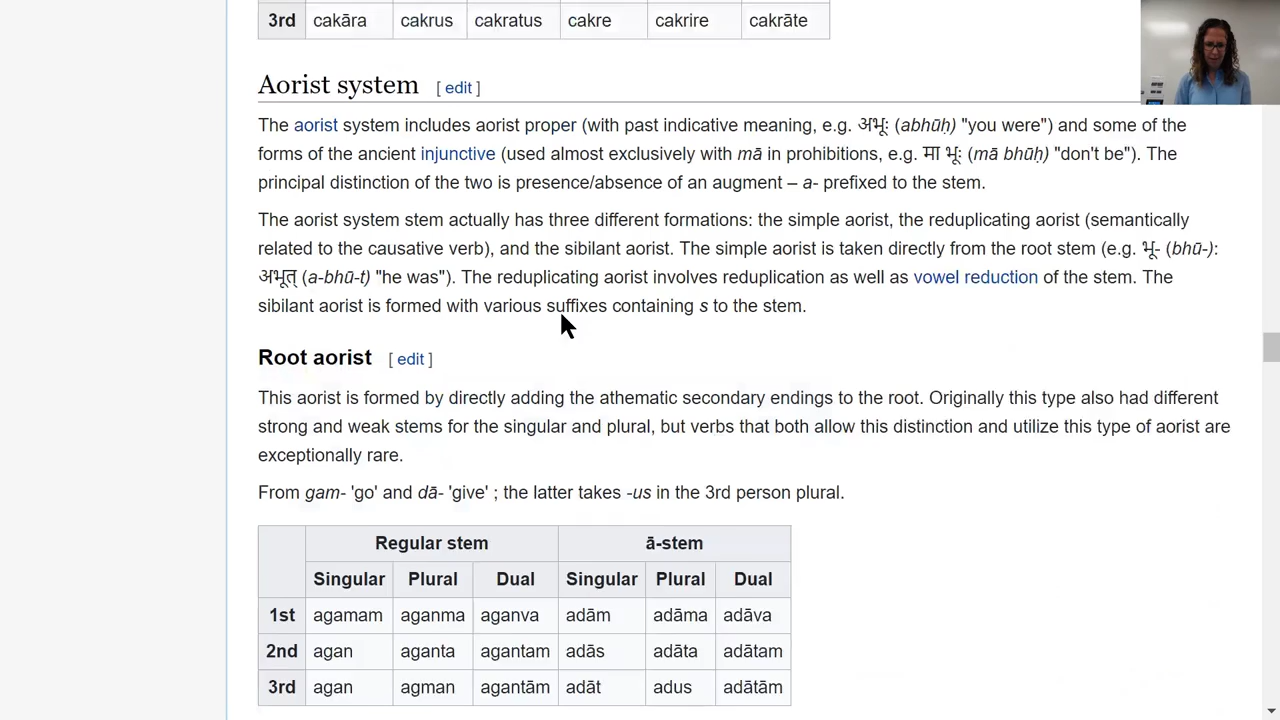 3rd cakāra cakrus cakratus cakre cakrire cakrāte
Aorist system [ edit ]
The aorist system includes aorist proper (with past indicative meaning, e.g. अभूः (abhūḥ) "you were") and some of the
forms of the ancient injunctive (used almost exclusively with mā in prohibitions, e.g. मा भूः (mā bhūḥ) "don't be"). The
principal distinction of the two is presence/absence of an augment – a- prefixed to the stem.
The aorist system stem actually has three different formations: the simple aorist, the reduplicating aorist (semantically
related to the causative verb), and the sibilant aorist. The simple aorist is taken directly from the root stem (e.g. भू- (bhū-):
अभूत् (a-bhū-t) "he was"). The reduplicating aorist involves reduplication as well as vowel reduction of the stem. The
sibilant aorist is formed with various suffixes containing s to the stem.
Root aorist [ edit ]
This aorist is formed by directly adding the athematic secondary endings to the root. Originally this type also had different
strong and weak stems for the singular and plural, but verbs that both allow this distinction and utilize this type of aorist are
exceptionally rare.
From gam- 'go' and dā- 'give' ; the latter takes -us in the 3rd person plural.
Regular stem ā-stem
Singular Plural Dual Singular Plural Dual
1st agamam aganma aganva adām adāma adāva
2nd agan aganta agantam adās adāta adātam
3rd agan agman agantām adāt adus adātām